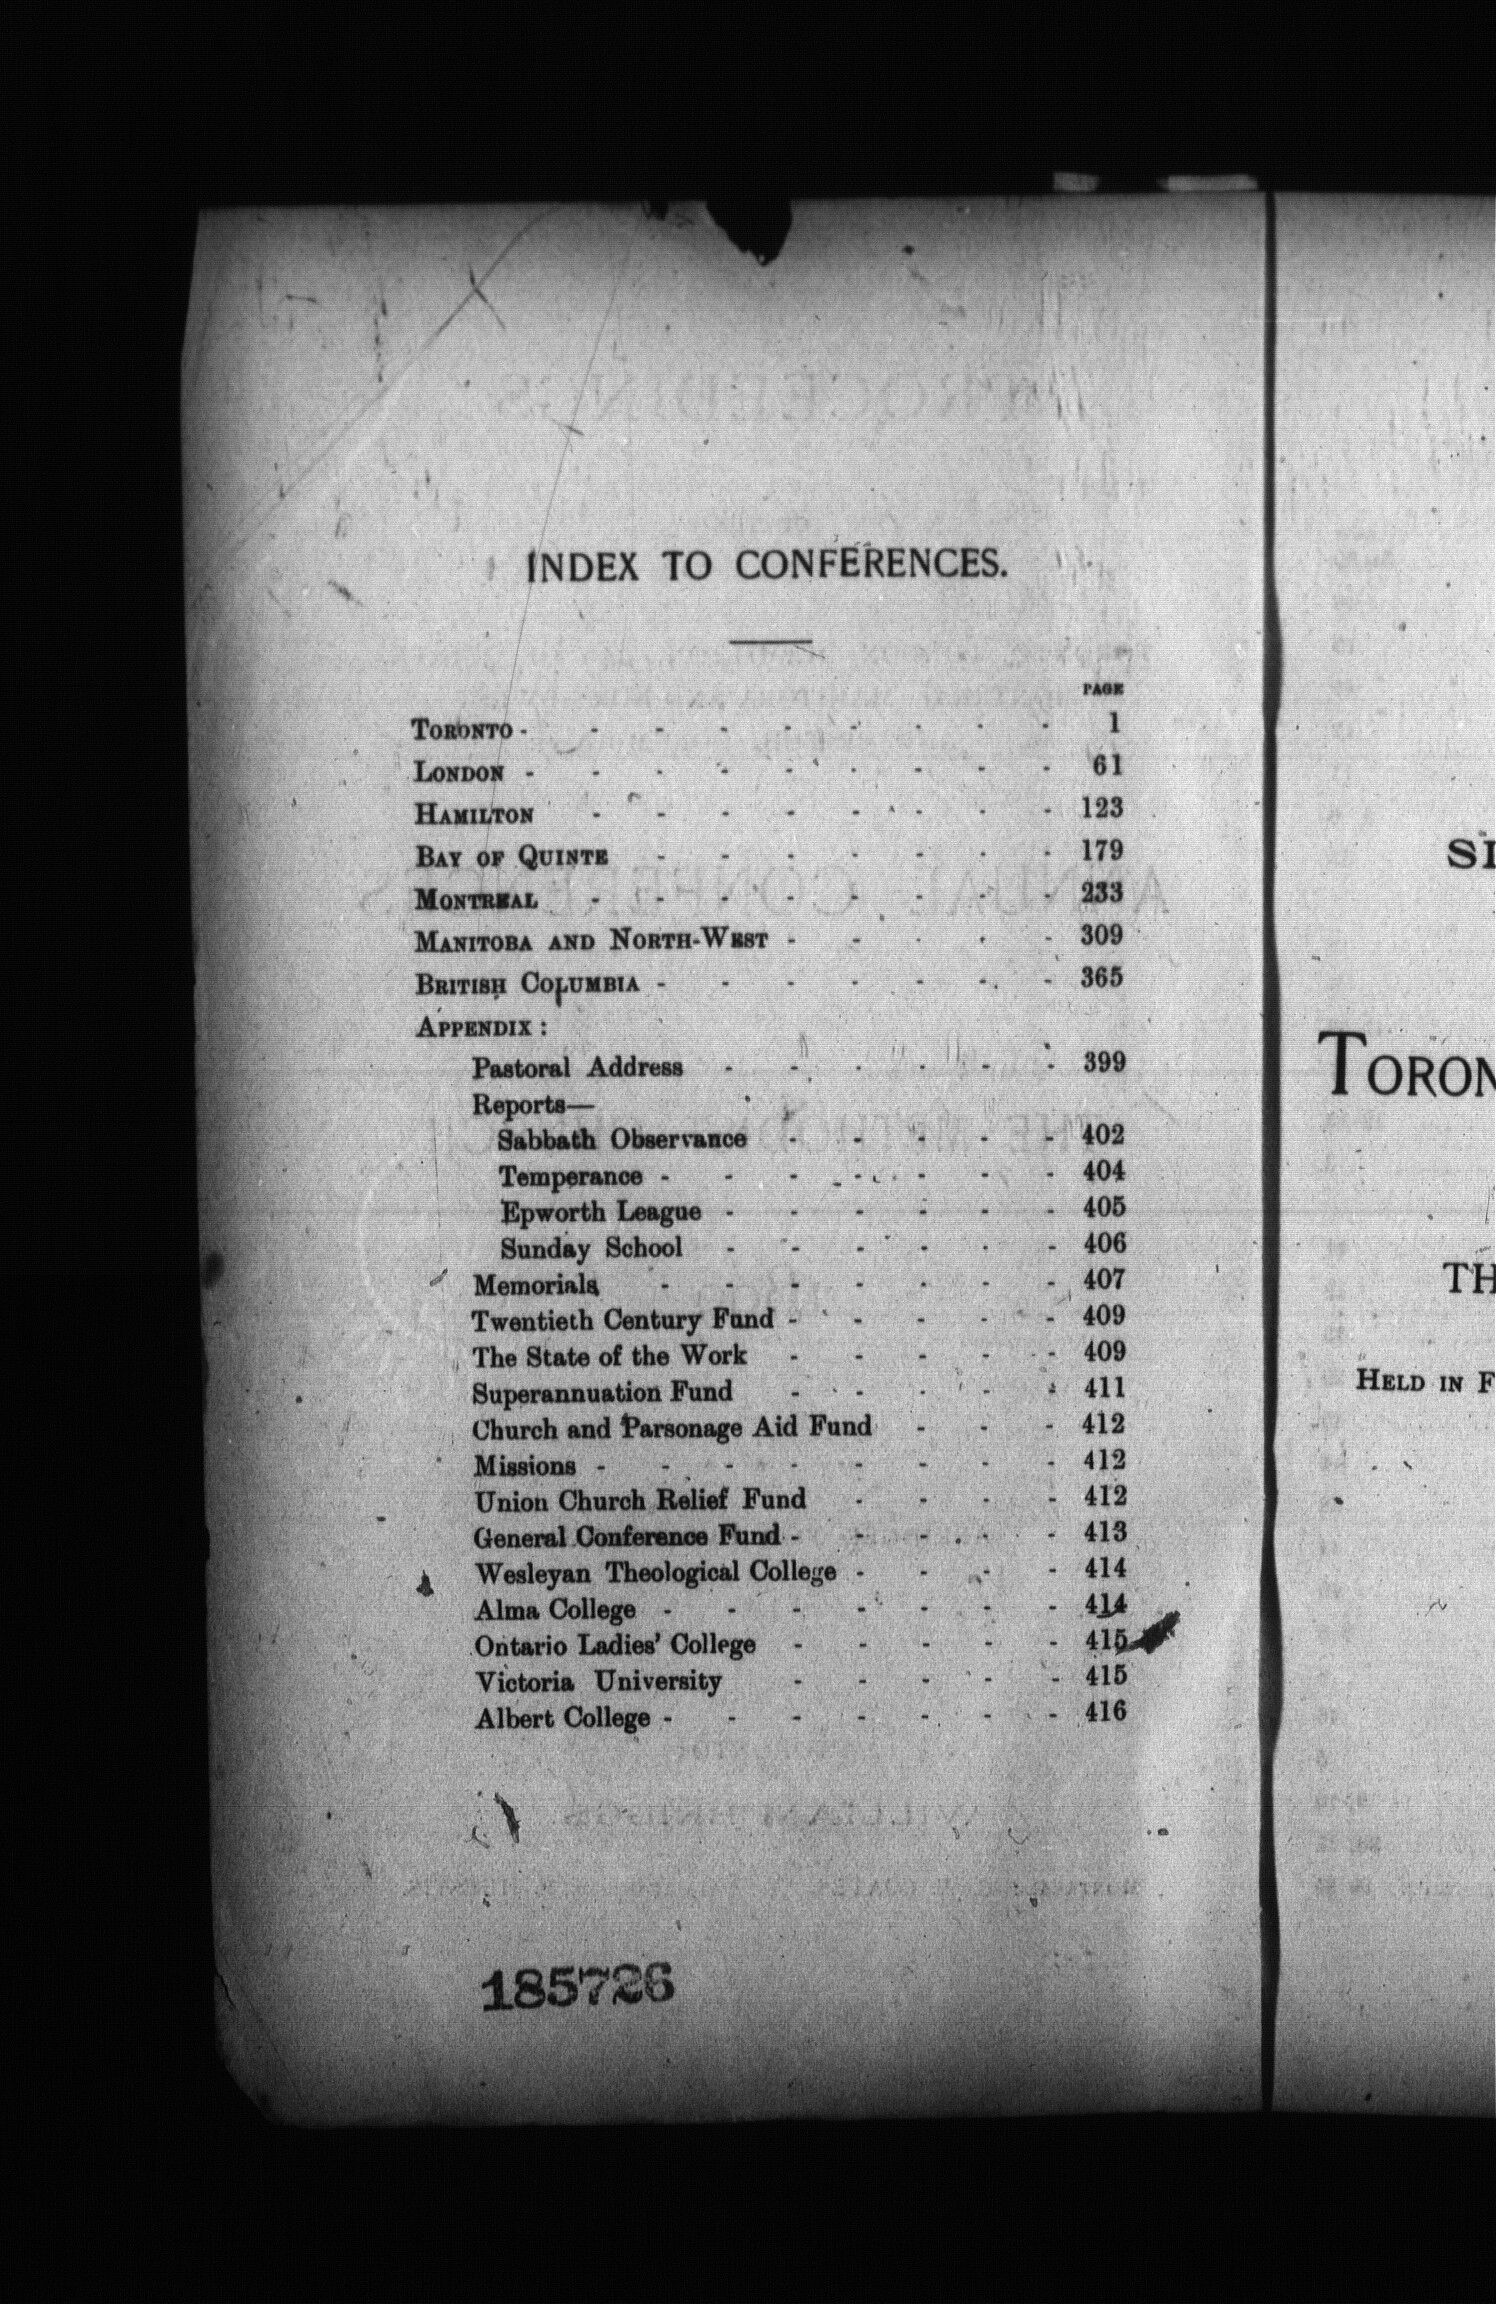 INDEX TO CONFERENCES.
PAGE
TORONTO - - - - - - - - - 1
LONDON - - - - - - - - - 61
HAMILTON - - - - - - - - 123
BAY OF QUINTE - - - - - - - 179
MONTREAL - - - - - - - - 233
MANITOBA AND NORTH-WEST - - - - - 309
BRITISH COLUMBIA - - - - - - - 365
APPENDIX :
Pastoral Address - - - - - - 399
Reports—
Sabbath Observance - - - - - 402
Temperance - - - - - - - 404
Epworth League - - - - - - 405
Sunday School - - - - - - 406
Memorials - - - - - - - 407
Twentieth Century Fund - - - - - 409
The State of the Work - - - - - 409
Superannuation Fund - - - - - 411
Church and Parsonage Aid Fund - - - 412
Missions - - - - - - - - 412
Union Church Relief Fund - - - - 412
General Conference Fund - - - - - 413
Wesleyan Theological College - - - - 414
Alma College - - - - - - - 414
Ontario Ladies' College - - - - - 415
Victoria University - - - - - 415
Albert College - - - - - - - 416
185726
SI
TORON
TH
HELD IN F